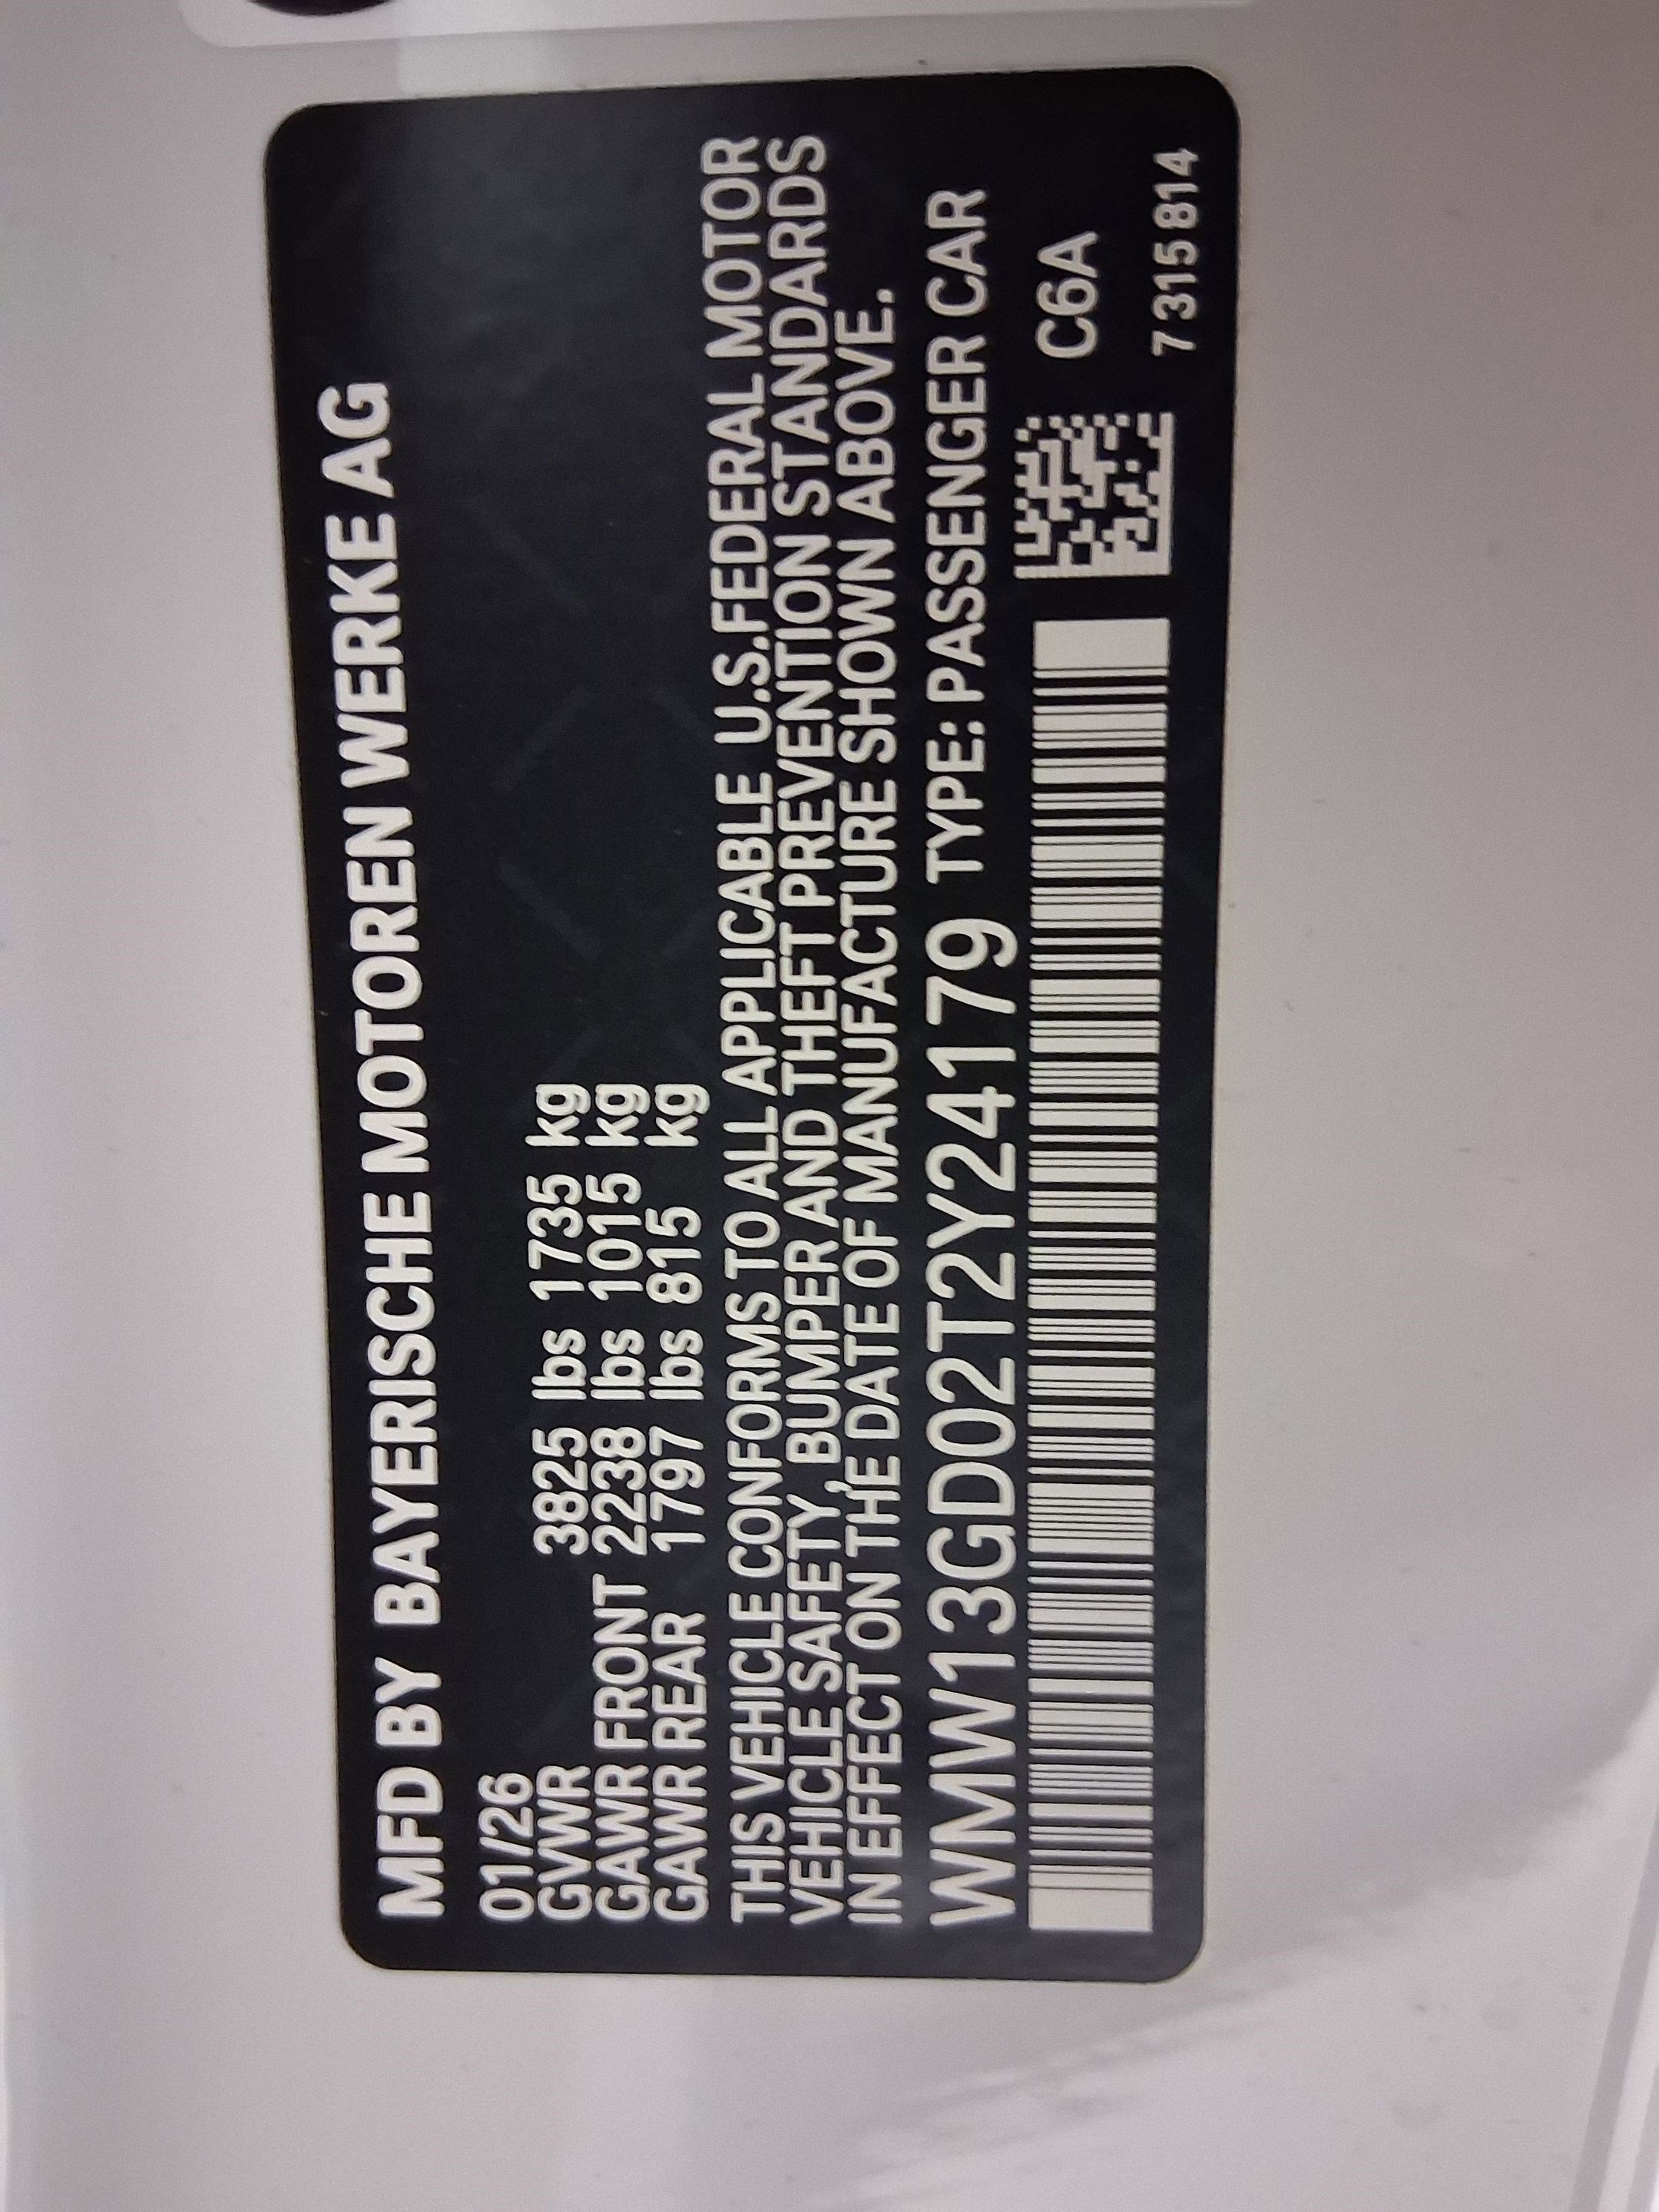 MFD BY BAYERISCHE MOTOREN WERKE AG
01/26
GVWR 3825 lbs 1735 kg
GAWR FRONT 2238 lbs 1015 kg
GAWR REAR 1797 lbs 815 kg
THIS VEHICLE CONFORMS TO ALL APPLICABLE U.S.FEDERAL MOTOR
VEHICLE SAFETY, BUMPER AND THEFT PREVENTION STANDARDS
IN EFFECT ON THE DATE OF MANUFACTURE SHOWN ABOVE.
WMW13GD02T2Y24179 TYPE: PASSENGER CAR
C6A
7315814